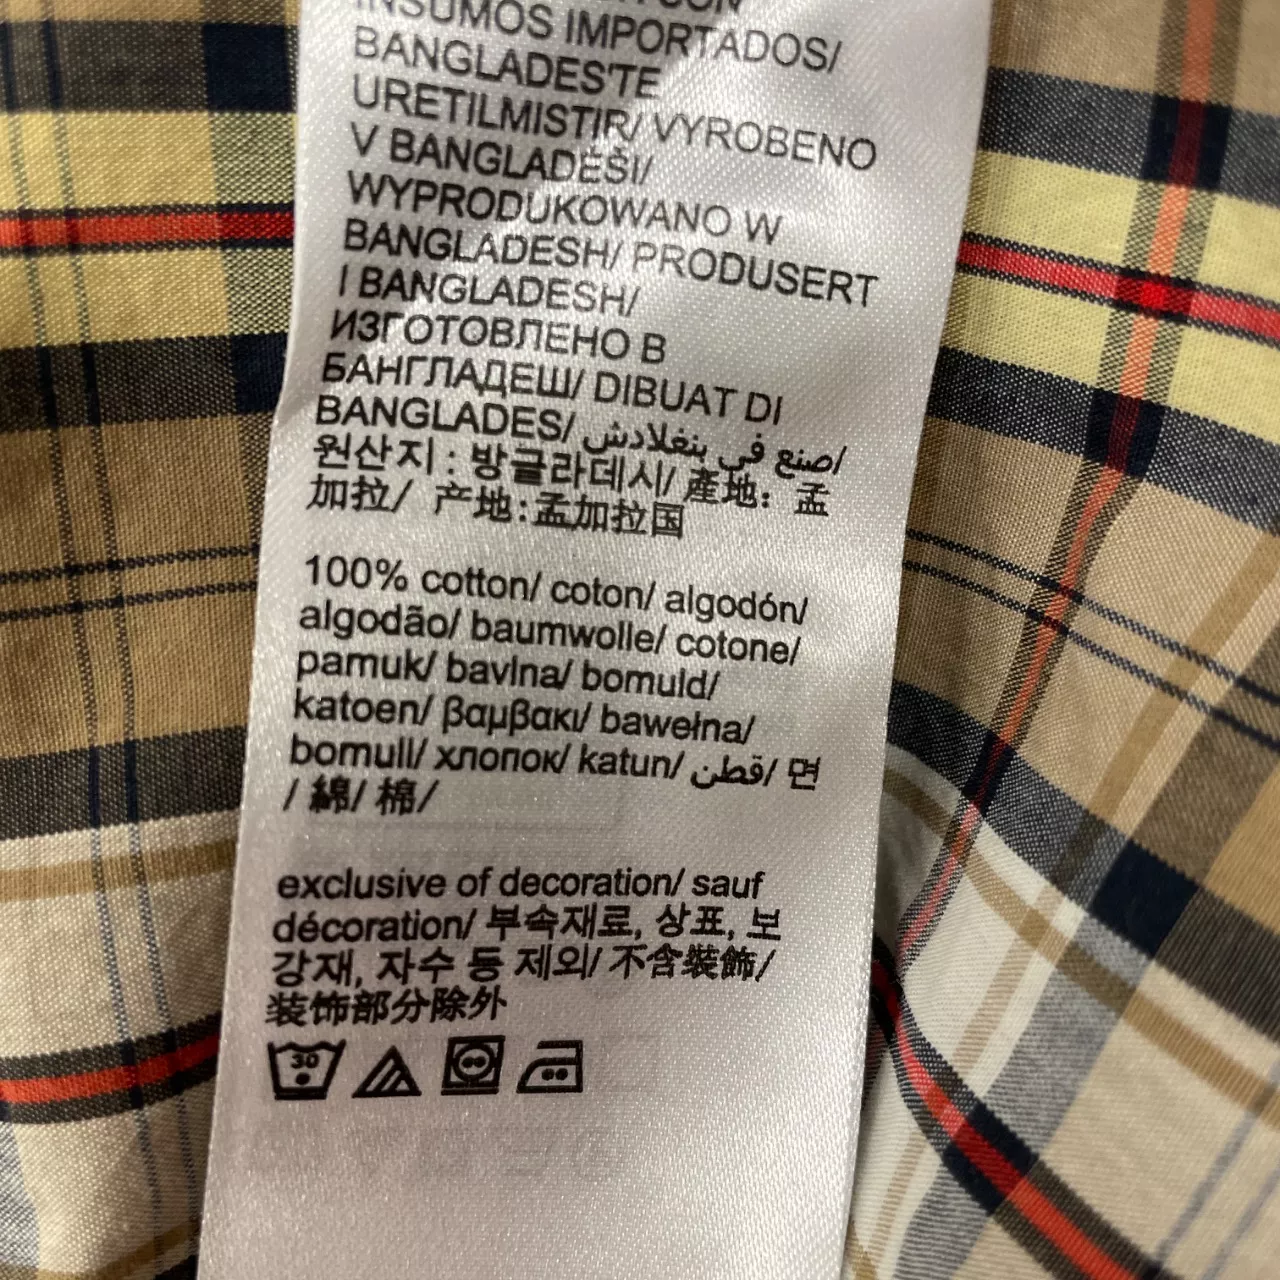 INSUMOS IMPORTADOS/
BANGLADES'TE
URETILMISTIR/ VYROBENO
V BANGLADÉŠI/
WYPRODUKOWANO W
BANGLADESH/ PRODUSERT
I BANGLADESH/
ИЗГОТОВЛЕНО В
БАНГЛАДЕШ/ DIBUAT DI
BANGLADES/ صنع في بنغلادش/
원산지 : 방글라데시/ 產地: 孟
加拉/ 产地:孟加拉国
100% cotton/ coton/ algodón/
algodão/ baumwolle/ cotone/
pamuk/ bavlna/ bomuld/
katoen/ βαμβακι/ bawełna/
bomull/ хлопок/ katun/ قطن/ 면
/ 綿/ 棉/
exclusive of decoration/ sauf
décoration/ 부속재료, 상표, 보
강재, 자수 등 제외/ 不含裝飾/
装饰部分除外
30